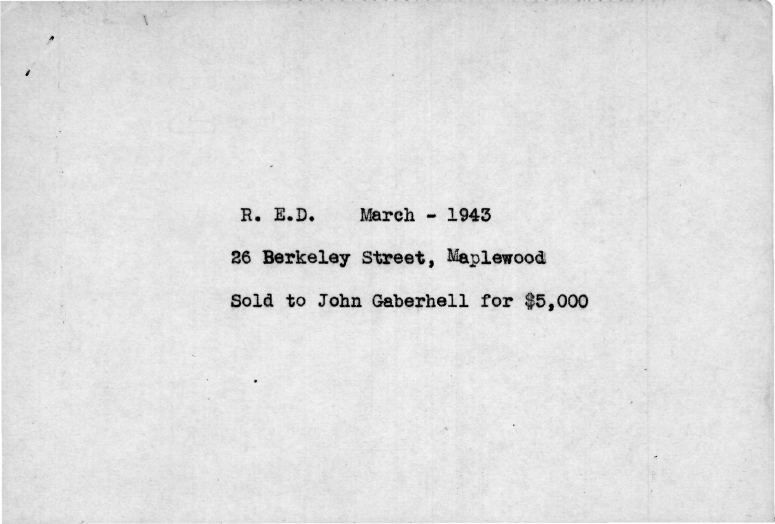 R. E.D. March - 1943
26 Berkeley Street, Maplewood
Sold to John Gaberhell for $5,000